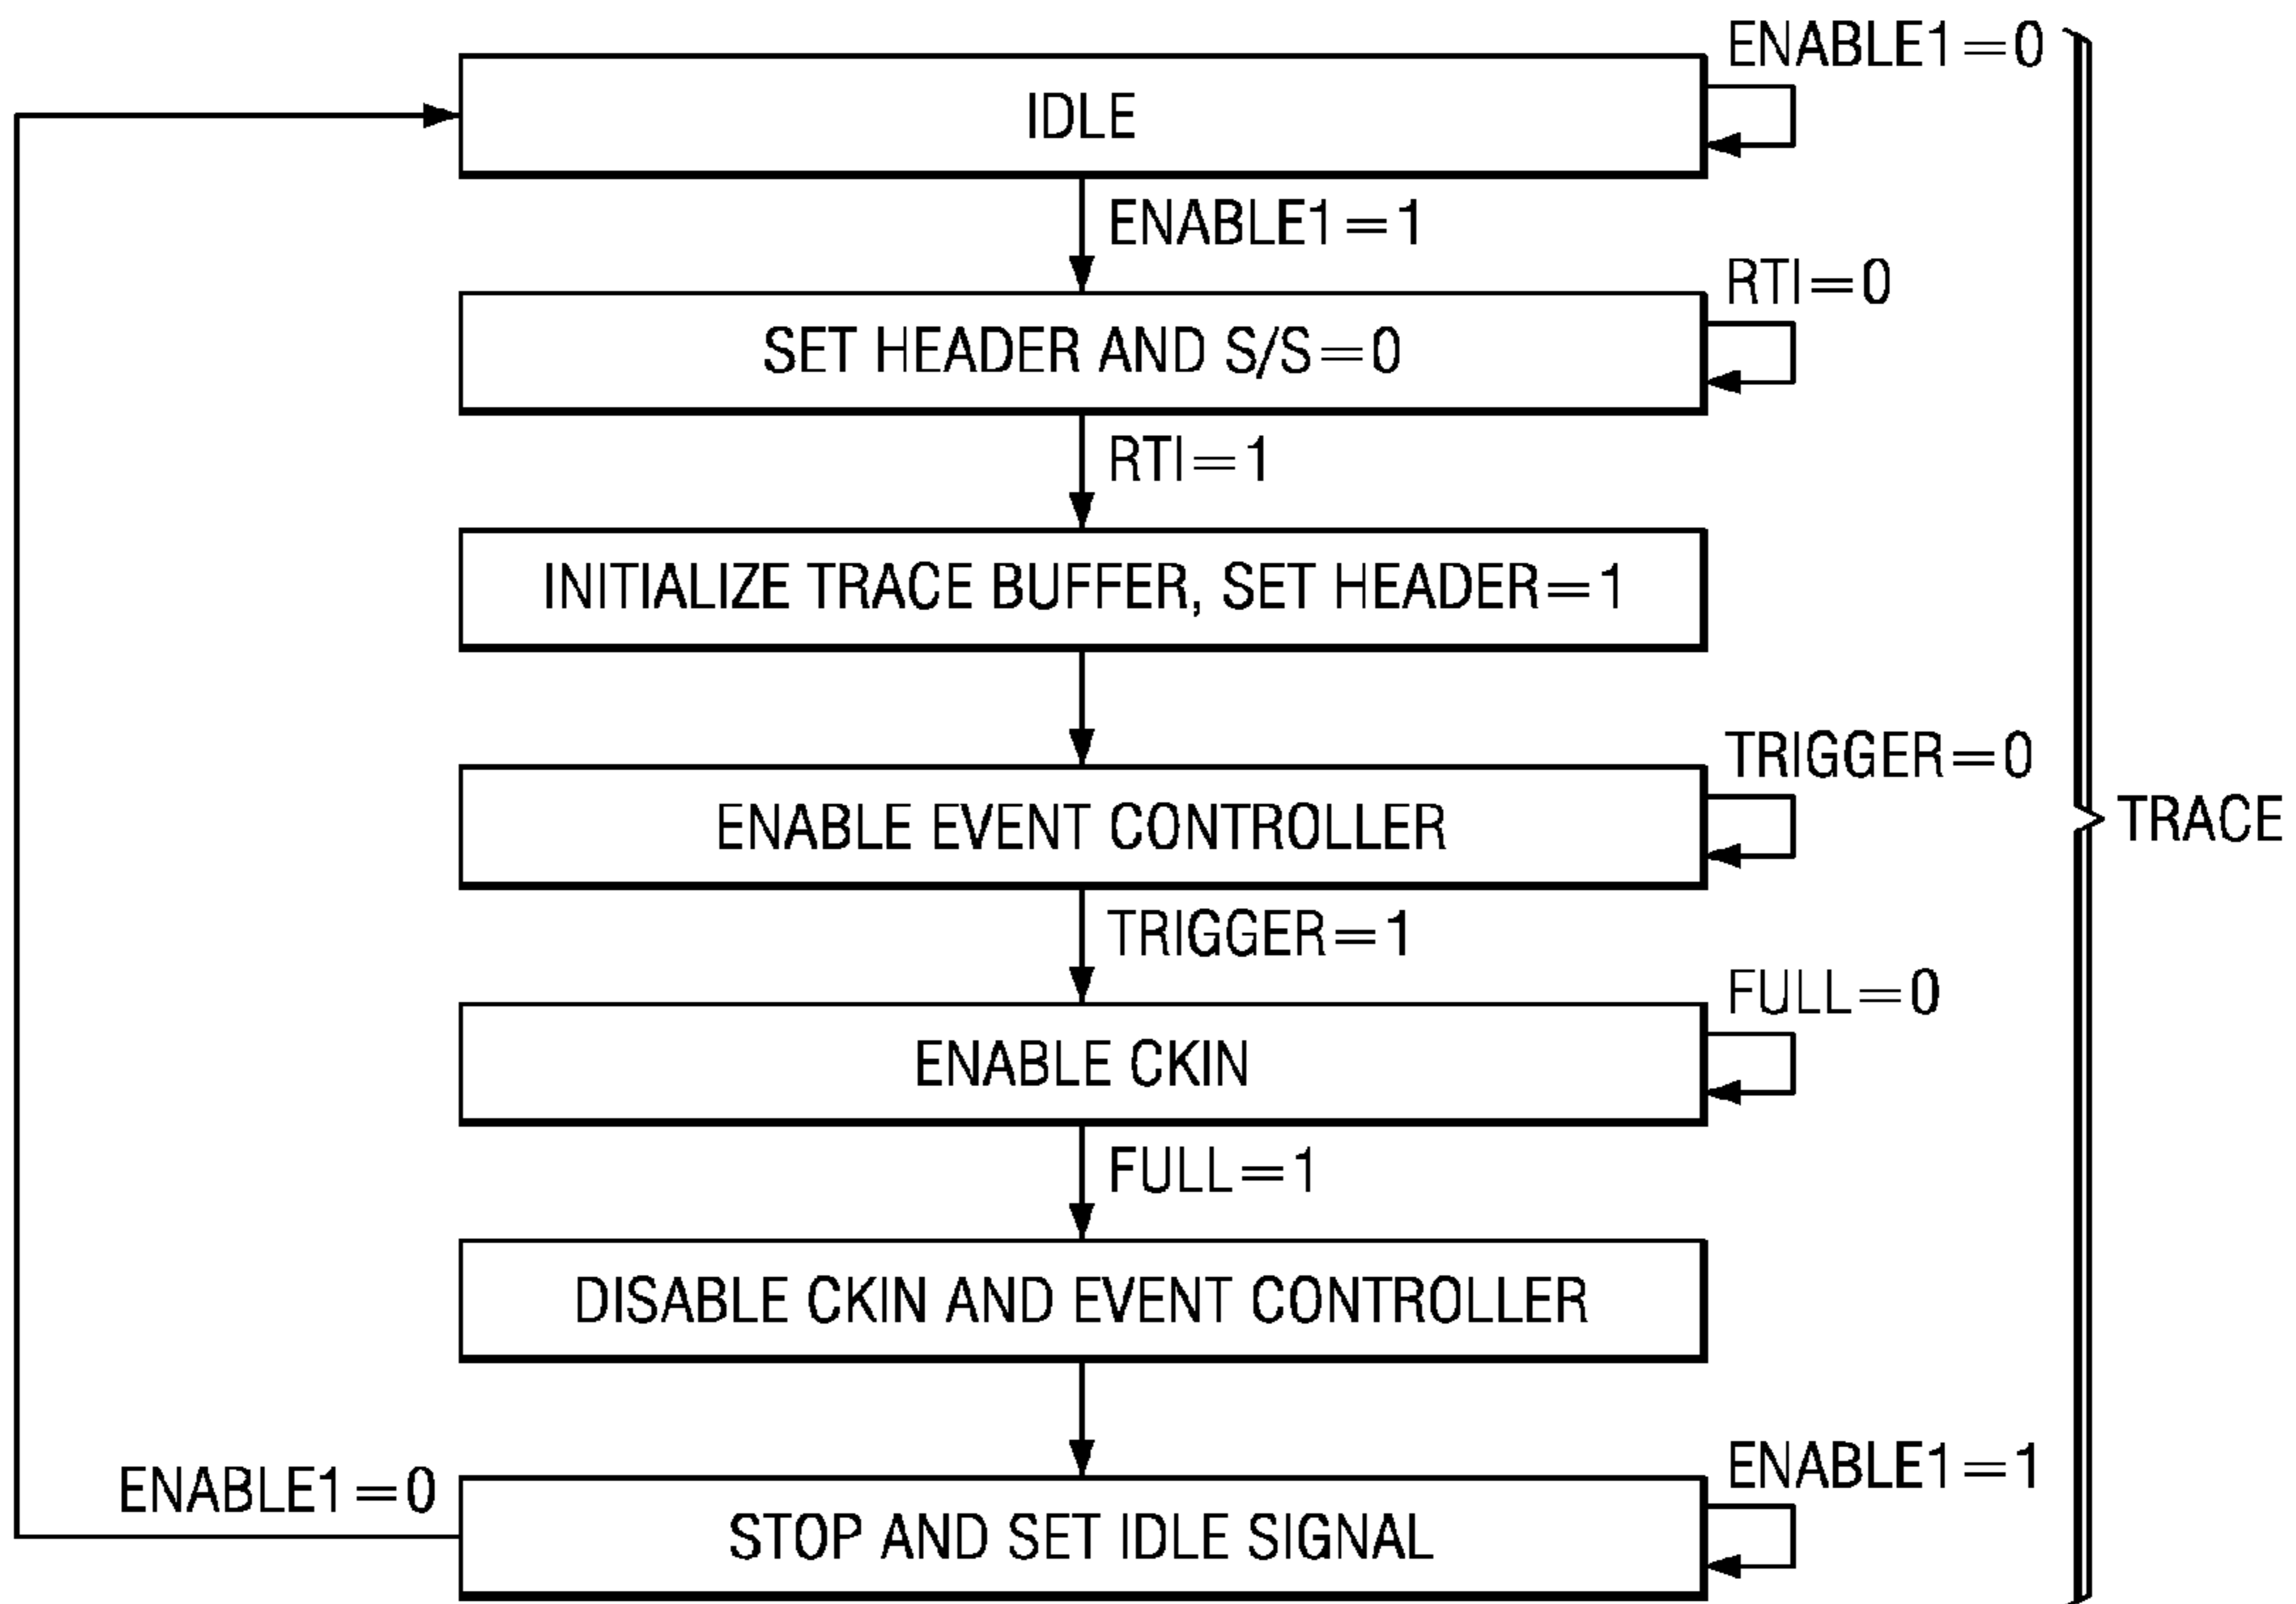 ENABLE1=0
IDLE
ENABLE1=1
RTI=0
SET HEADER AND S/S=0
RTI=1
INITIALIZE TRACE BUFFER, SET HEADER=1
TRIGGER=0
ENABLE EVENT CONTROLLER
TRACE
TRIGGER=1
FULL=0
ENABLE CKIN
FULL=1
DISABLE CKIN AND EVENT CONTROLLER
ENABLE1=1
ENABLE1=0
STOP AND SET IDLE SIGNAL